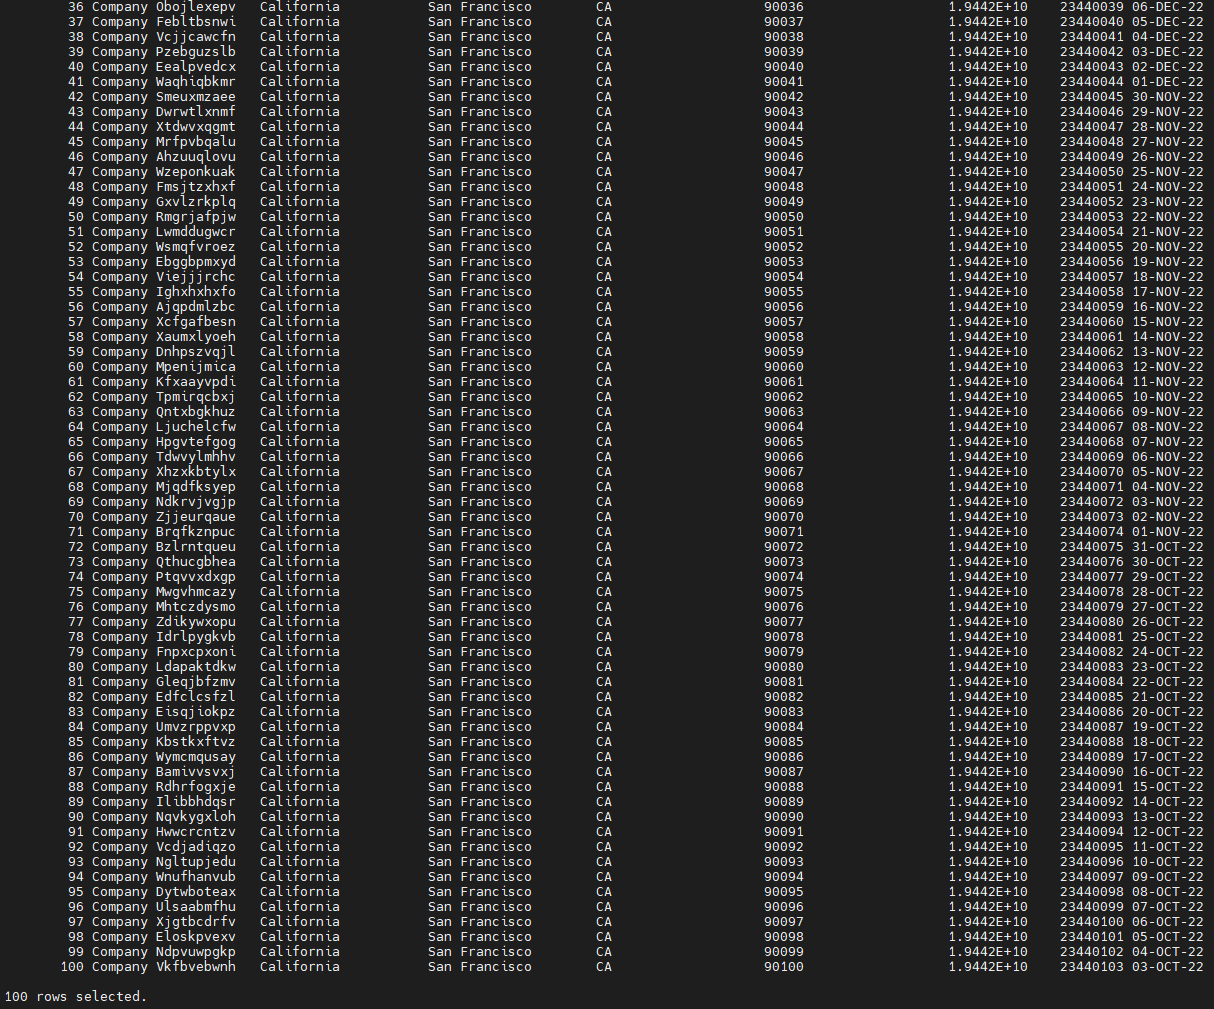 36 Company Obojlexepv California San Francisco CA 90036 1.9442E+10 23440039 06-DEC-22
37 Company Febltbsnwi California San Francisco CA 90037 1.9442E+10 23440040 05-DEC-22
38 Company Vcjjcawcfn California San Francisco CA 90038 1.9442E+10 23440041 04-DEC-22
39 Company Pzebguzslb California San Francisco CA 90039 1.9442E+10 23440042 03-DEC-22
40 Company Eealpvedcx California San Francisco CA 90040 1.9442E+10 23440043 02-DEC-22
41 Company Waqhiqbkmr California San Francisco CA 90041 1.9442E+10 23440044 01-DEC-22
42 Company Smeuxmzaee California San Francisco CA 90042 1.9442E+10 23440045 30-NOV-22
43 Company Dwrwtlxnmf California San Francisco CA 90043 1.9442E+10 23440046 29-NOV-22
44 Company Xtdwvxqgmt California San Francisco CA 90044 1.9442E+10 23440047 28-NOV-22
45 Company Mrfpvbqalu California San Francisco CA 90045 1.9442E+10 23440048 27-NOV-22
46 Company Ahzuuqlovu California San Francisco CA 90046 1.9442E+10 23440049 26-NOV-22
47 Company Wzeponkuak California San Francisco CA 90047 1.9442E+10 23440050 25-NOV-22
48 Company Fmsjtzxhxf California San Francisco CA 90048 1.9442E+10 23440051 24-NOV-22
49 Company Gxvlzrkplq California San Francisco CA 90049 1.9442E+10 23440052 23-NOV-22
50 Company Rmgrjafpjw California San Francisco CA 90050 1.9442E+10 23440053 22-NOV-22
51 Company Lwmddugwcr California San Francisco CA 90051 1.9442E+10 23440054 21-NOV-22
52 Company Wsmqfvroez California San Francisco CA 90052 1.9442E+10 23440055 20-NOV-22
53 Company Ebggbpmxyd California San Francisco CA 90053 1.9442E+10 23440056 19-NOV-22
54 Company Viejjjrchc California San Francisco CA 90054 1.9442E+10 23440057 18-NOV-22
55 Company Ighxhxhxfo California San Francisco CA 90055 1.9442E+10 23440058 17-NOV-22
56 Company Ajqpdmlzbc California San Francisco CA 90056 1.9442E+10 23440059 16-NOV-22
57 Company Xcfgafbesn California San Francisco CA 90057 1.9442E+10 23440060 15-NOV-22
58 Company Xaumxlyoeh California San Francisco CA 90058 1.9442E+10 23440061 14-NOV-22
59 Company Dnhpszvqjl California San Francisco CA 90059 1.9442E+10 23440062 13-NOV-22
60 Company Mpenijmica California San Francisco CA 90060 1.9442E+10 23440063 12-NOV-22
61 Company Kfxaayvpdi California San Francisco CA 90061 1.9442E+10 23440064 11-NOV-22
62 Company Tpmirqcbxj California San Francisco CA 90062 1.9442E+10 23440065 10-NOV-22
63 Company Qntxbgkhuz California San Francisco CA 90063 1.9442E+10 23440066 09-NOV-22
64 Company Ljuchelcfw California San Francisco CA 90064 1.9442E+10 23440067 08-NOV-22
65 Company Hpgvtefgog California San Francisco CA 90065 1.9442E+10 23440068 07-NOV-22
66 Company Tdwvylmhhv California San Francisco CA 90066 1.9442E+10 23440069 06-NOV-22
67 Company Xhzxkbtylx California San Francisco CA 90067 1.9442E+10 23440070 05-NOV-22
68 Company Mjqdfksyep California San Francisco CA 90068 1.9442E+10 23440071 04-NOV-22
69 Company Ndkrvjvgjp California San Francisco CA 90069 1.9442E+10 23440072 03-NOV-22
70 Company Zjjeurqaue California San Francisco CA 90070 1.9442E+10 23440073 02-NOV-22
71 Company Brqfkznpuc California San Francisco CA 90071 1.9442E+10 23440074 01-NOV-22
72 Company Bzlrntqueu California San Francisco CA 90072 1.9442E+10 23440075 31-OCT-22
73 Company Qthucgbhea California San Francisco CA 90073 1.9442E+10 23440076 30-OCT-22
74 Company Ptqvvxdxgp California San Francisco CA 90074 1.9442E+10 23440077 29-OCT-22
75 Company Mwgvhmcazy California San Francisco CA 90075 1.9442E+10 23440078 28-OCT-22
76 Company Mhtczdysmo California San Francisco CA 90076 1.9442E+10 23440079 27-OCT-22
77 Company Zdikywxopu California San Francisco CA 90077 1.9442E+10 23440080 26-OCT-22
78 Company Idrlpygkvb California San Francisco CA 90078 1.9442E+10 23440081 25-OCT-22
79 Company Fnpxcpxoni California San Francisco CA 90079 1.9442E+10 23440082 24-OCT-22
80 Company Ldapaktdkw California San Francisco CA 90080 1.9442E+10 23440083 23-OCT-22
81 Company Gleqjbfzmv California San Francisco CA 90081 1.9442E+10 23440084 22-OCT-22
82 Company Edfclcsfzl California San Francisco CA 90082 1.9442E+10 23440085 21-OCT-22
83 Company Eisqjiokpz California San Francisco CA 90083 1.9442E+10 23440086 20-OCT-22
84 Company Umvzrppvxp California San Francisco CA 90084 1.9442E+10 23440087 19-OCT-22
85 Company Kbstkxftvz California San Francisco CA 90085 1.9442E+10 23440088 18-OCT-22
86 Company Wymcmqusay California San Francisco CA 90086 1.9442E+10 23440089 17-OCT-22
87 Company Bamivvsvxj California San Francisco CA 90087 1.9442E+10 23440090 16-OCT-22
88 Company Rdhrfogxje California San Francisco CA 90088 1.9442E+10 23440091 15-OCT-22
89 Company Ilibbhdqsr California San Francisco CA 90089 1.9442E+10 23440092 14-OCT-22
90 Company Nqvkygxloh California San Francisco CA 90090 1.9442E+10 23440093 13-OCT-22
91 Company Hwwcrcntzv California San Francisco CA 90091 1.9442E+10 23440094 12-OCT-22
92 Company Vcdjadiqzo California San Francisco CA 90092 1.9442E+10 23440095 11-OCT-22
93 Company Ngltupjedu California San Francisco CA 90093 1.9442E+10 23440096 10-OCT-22
94 Company Wnufhanvub California San Francisco CA 90094 1.9442E+10 23440097 09-OCT-22
95 Company Dytwboteax California San Francisco CA 90095 1.9442E+10 23440098 08-OCT-22
96 Company Ulsaabmfhu California San Francisco CA 90096 1.9442E+10 23440099 07-OCT-22
97 Company Xjgtbcdrfv California San Francisco CA 90097 1.9442E+10 23440100 06-OCT-22
98 Company Eloskpvexv California San Francisco CA 90098 1.9442E+10 23440101 05-OCT-22
99 Company Ndpvuwpgkp California San Francisco CA 90099 1.9442E+10 23440102 04-OCT-22
100 Company Vkfbvebwnh California San Francisco CA 90100 1.9442E+10 23440103 03-OCT-22
100 rows selected.